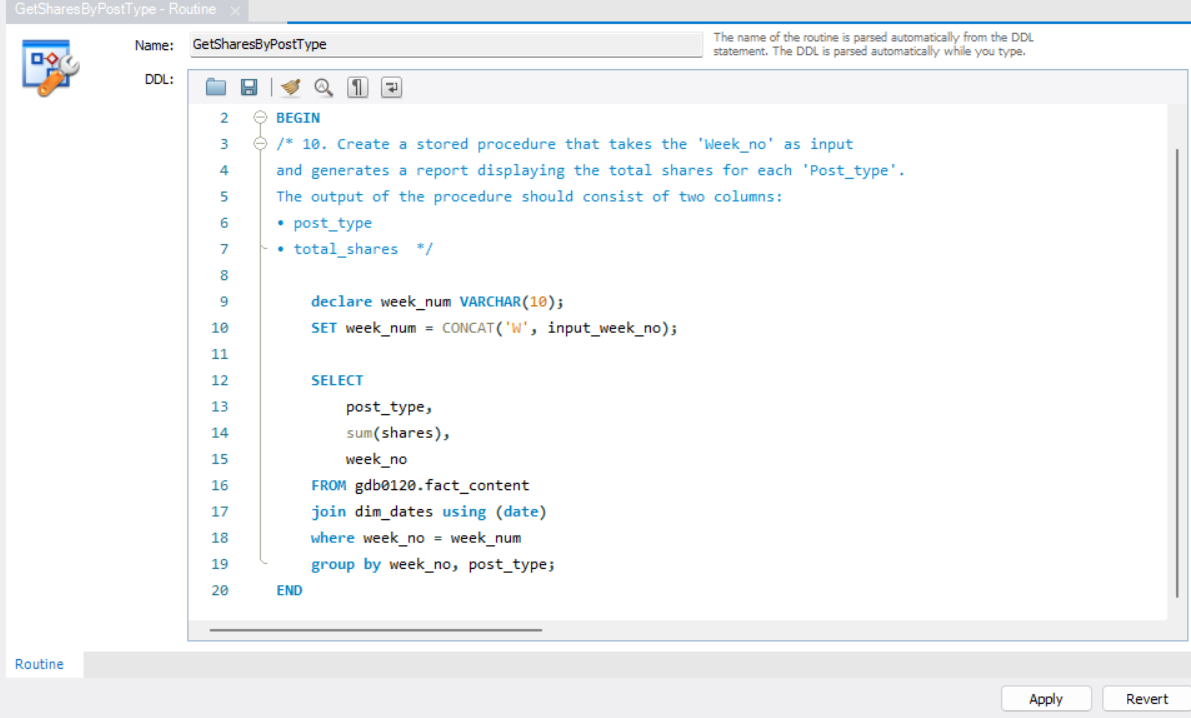 GetSharesByPostType - Routine ×
Name: GetSharesByPostType
The name of the routine is parsed automatically from the DDL
statement. The DDL is parsed automatically while you type.
DDL:
2 BEGIN
3 /* 10. Create a stored procedure that takes the 'Week_no' as input
4 and generates a report displaying the total shares for each 'Post_type'.
5 The output of the procedure should consist of two columns:
6 • post_type
7 • total_shares  */
8
9     declare week_num VARCHAR(10);
10     SET week_num = CONCAT('W', input_week_no);
11
12     SELECT
13         post_type,
14         sum(shares),
15         week_no
16     FROM gdb0120.fact_content
17     join dim_dates using (date)
18     where week_no = week_num
19     group by week_no, post_type;
20 END
Routine
Apply Revert